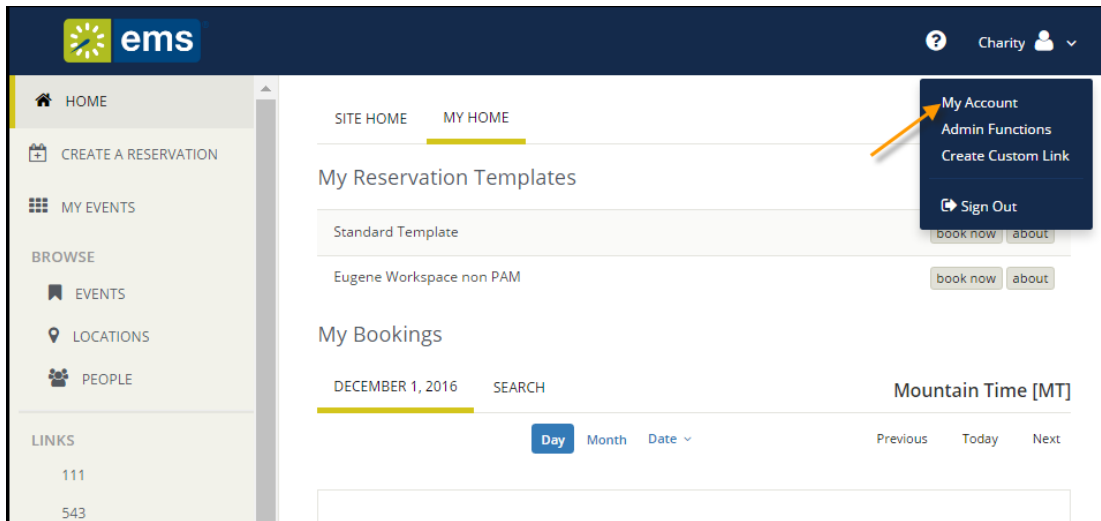 ems
? Charity
HOME
CREATE A RESERVATION
MY EVENTS
BROWSE
EVENTS
LOCATIONS
PEOPLE
LINKS
111
543
SITE HOME MY HOME
My Account
Admin Functions
Create Custom Link
Sign Out
My Reservation Templates
Standard Template book now about
Eugene Workspace non PAM book now about
My Bookings
DECEMBER 1, 2016 SEARCH Mountain Time [MT]
Day Month Date Previous Today Next